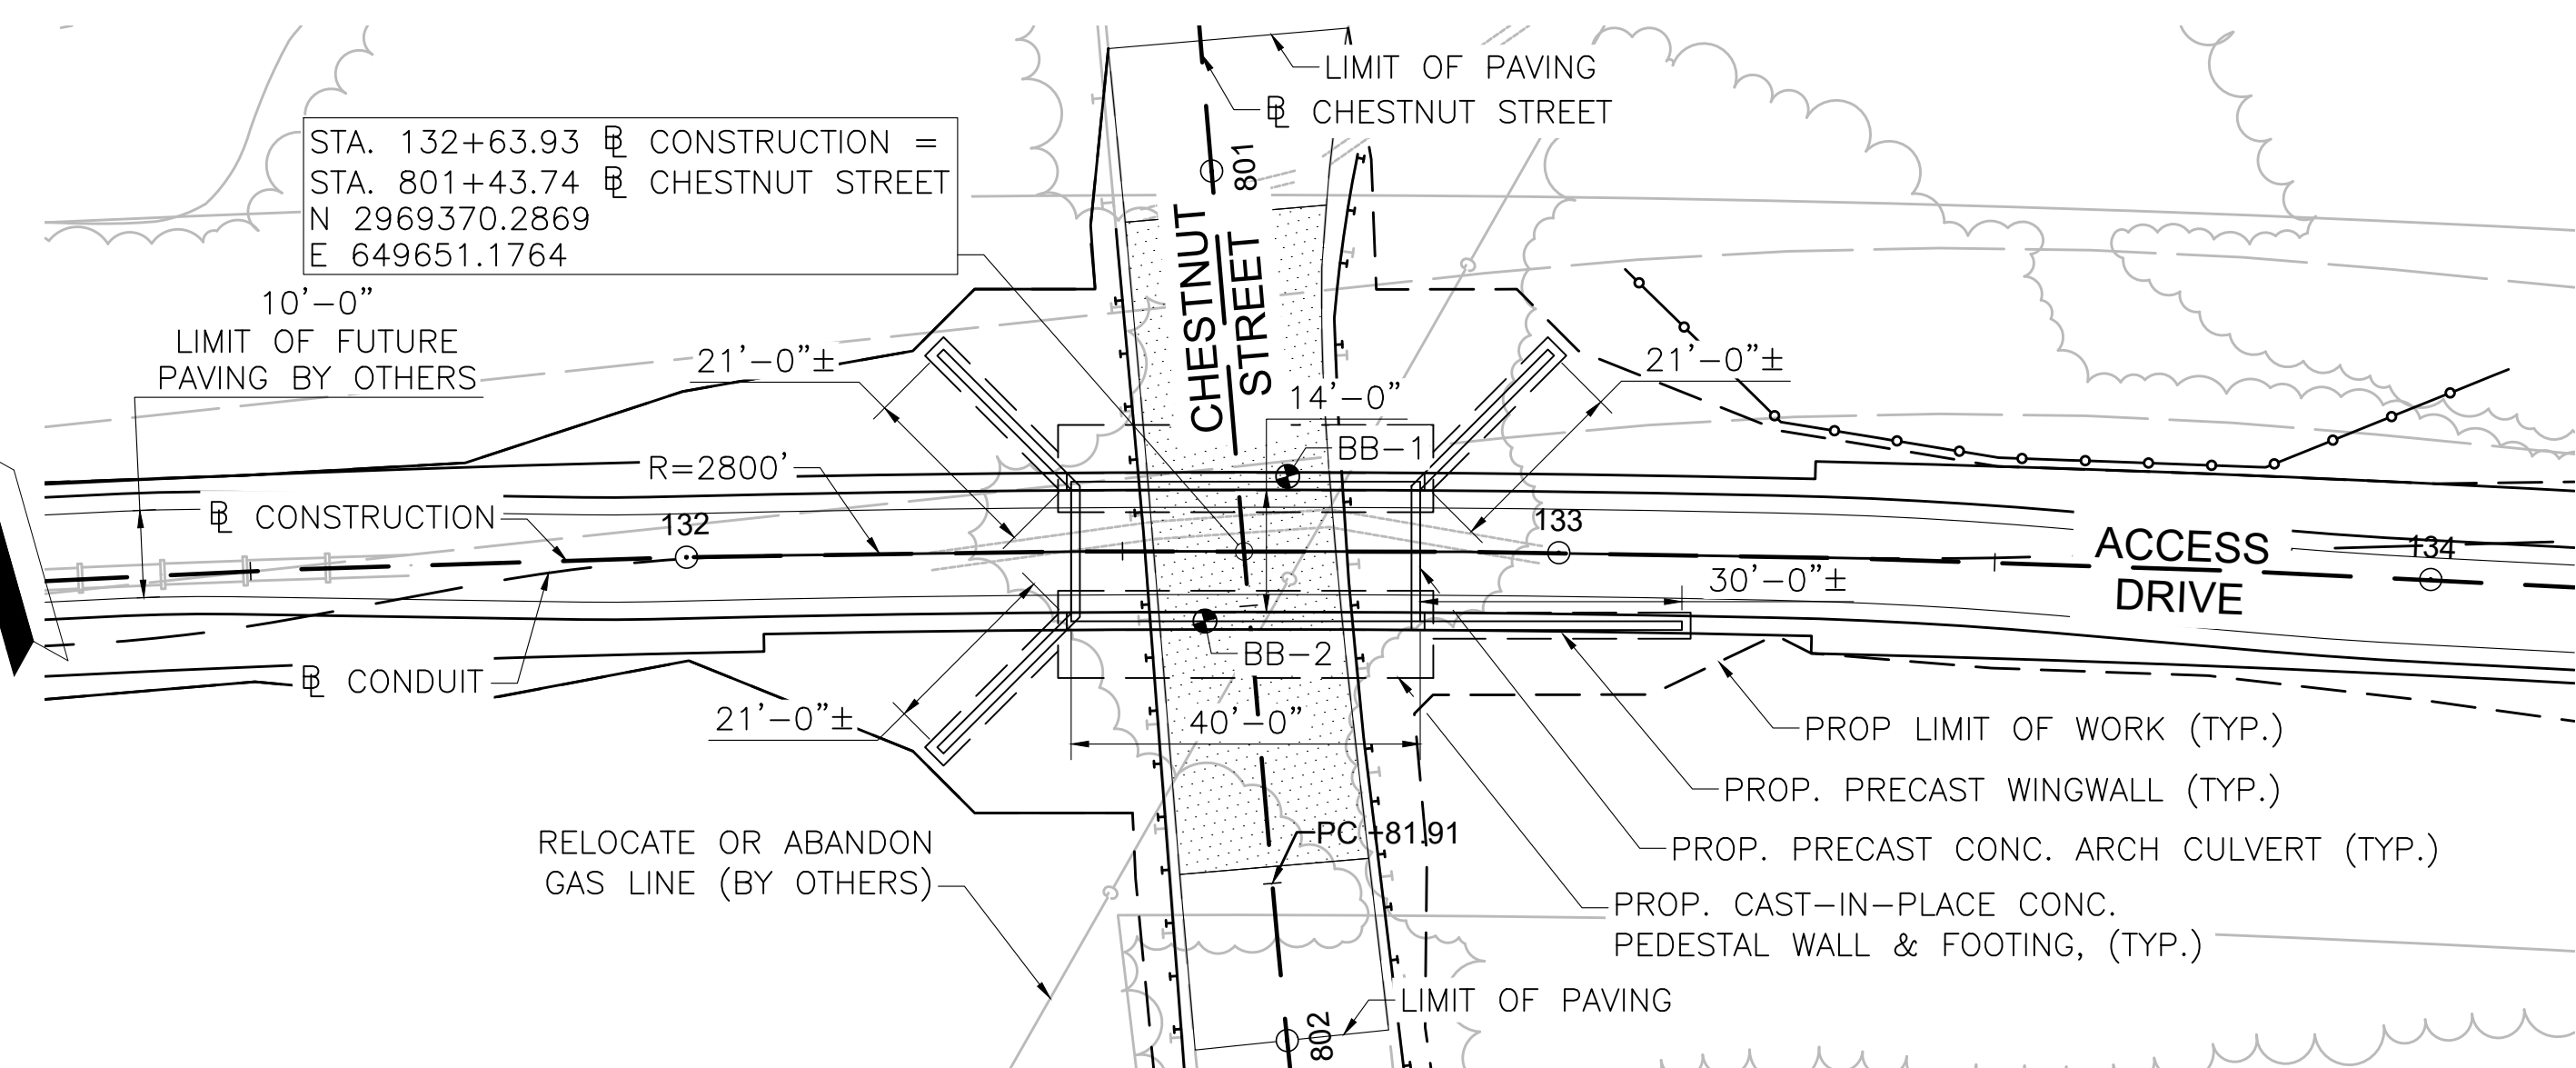 LIMIT OF PAVING
℄ CHESTNUT STREET
801
STA. 132+63.93 ℄ CONSTRUCTION =
STA. 801+43.74 ℄ CHESTNUT STREET
N 2969370.2869
E 649651.1764
CHESTNUT
STREET
10'-0"
LIMIT OF FUTURE
PAVING BY OTHERS
21'-0"±
21'-0"±
14'-0"
BB-1
R=2800'
℄ CONSTRUCTION
132
133
ACCESS
DRIVE
134
30'-0"±
BB-2
℄ CONDUIT
21'-0"±
40'-0"
PROP LIMIT OF WORK (TYP.)
PROP. PRECAST WINGWALL (TYP.)
PC +81.91
RELOCATE OR ABANDON
GAS LINE (BY OTHERS)
PROP. PRECAST CONC. ARCH CULVERT (TYP.)
PROP. CAST-IN-PLACE CONC.
PEDESTAL WALL & FOOTING, (TYP.)
LIMIT OF PAVING
802